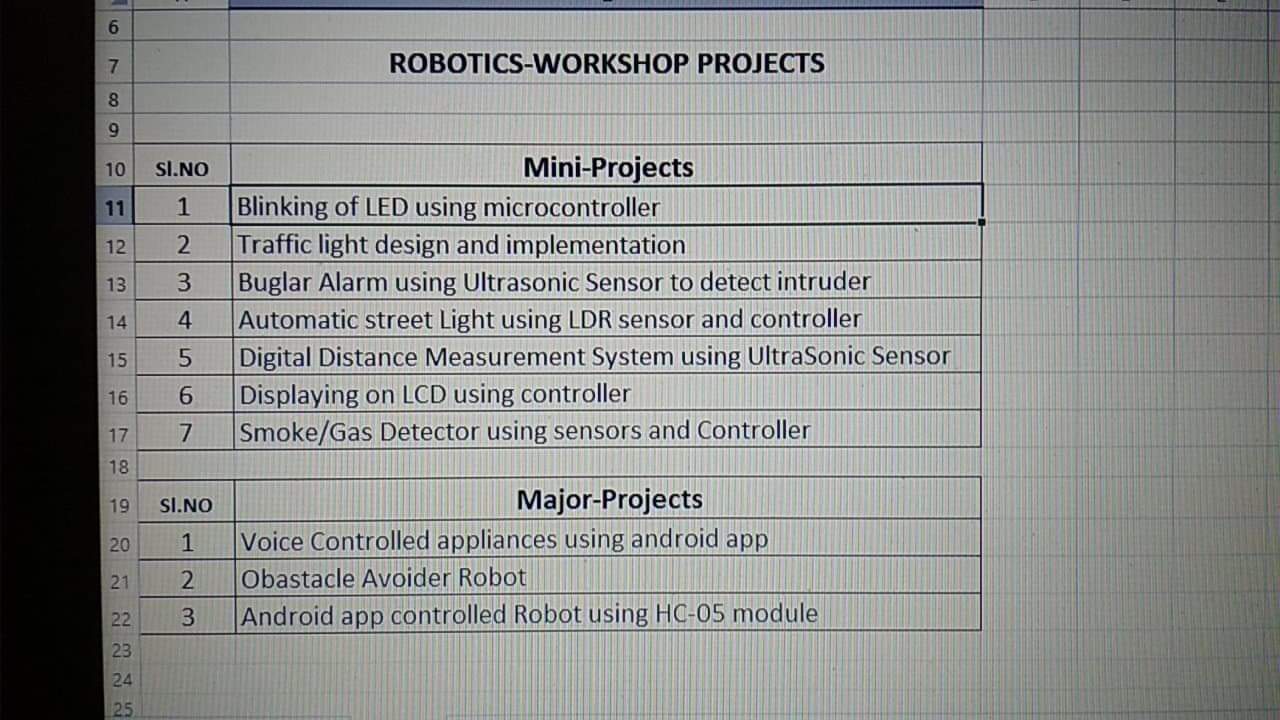 6
7 ROBOTICS-WORKSHOP PROJECTS
8
9
10 Sl.NO Mini-Projects
11 1 Blinking of LED using microcontroller
12 2 Traffic light design and implementation
13 3 Buglar Alarm using Ultrasonic Sensor to detect intruder
14 4 Automatic street Light using LDR sensor and controller
15 5 Digital Distance Measurement System using UltraSonic Sensor
16 6 Displaying on LCD using controller
17 7 Smoke/Gas Detector using sensors and Controller
18
19 Sl.NO Major-Projects
20 1 Voice Controlled appliances using android app
21 2 Obastacle Avoider Robot
22 3 Android app controlled Robot using HC-05 module
23
24
25